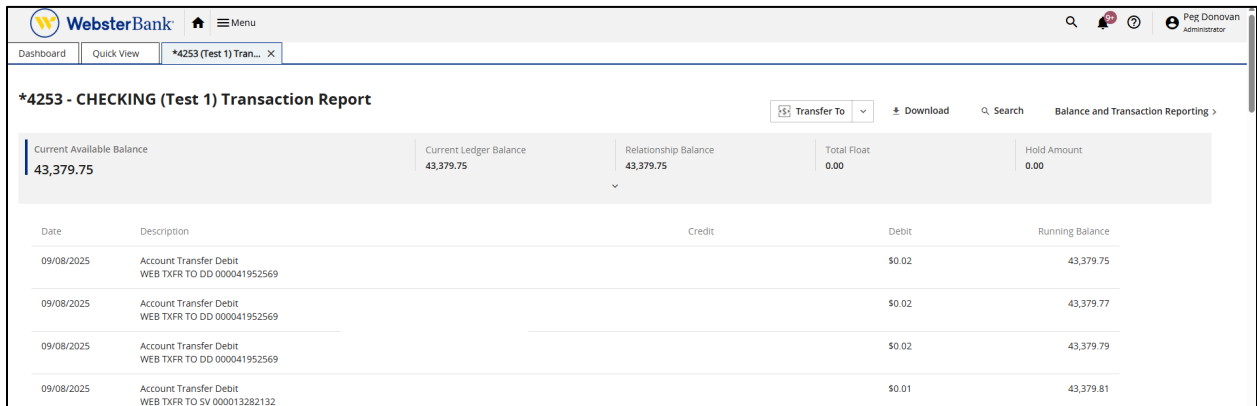 WebsterBank Menu 9+ Peg Donovan
Administrator
Dashboard Quick View *4253 (Test 1) Tran... X
*4253 - CHECKING (Test 1) Transaction Report
Transfer To Download Search Balance and Transaction Reporting >
Current Available Balance Current Ledger Balance Relationship Balance Total Float Hold Amount
43,379.75 43,379.75 43,379.75 0.00 0.00
Date Description Credit Debit Running Balance
09/08/2025 Account Transfer Debit $0.02 43,379.75
WEB TXFR TO DD 000041952569
09/08/2025 Account Transfer Debit $0.02 43,379.77
WEB TXFR TO DD 000041952569
09/08/2025 Account Transfer Debit $0.02 43,379.79
WEB TXFR TO DD 000041952569
09/08/2025 Account Transfer Debit $0.01 43,379.81
WEB TXFR TO SV 000013282132